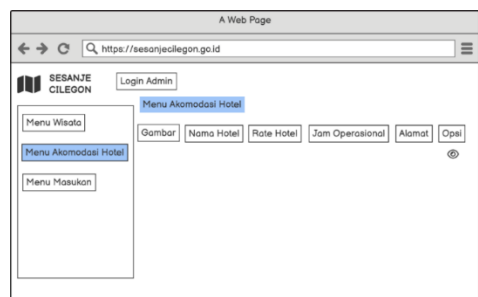 A Web Page
https://sesanjecilegon.go.id
SESANJE
CILEGON
Login Admin
Menu Akomodasi Hotel
Menu Wisata
Menu Akomodasi Hotel
Menu Masukan
Gambar
Nama Hotel
Rate Hotel
Jam Operasional
Alamat
Opsi